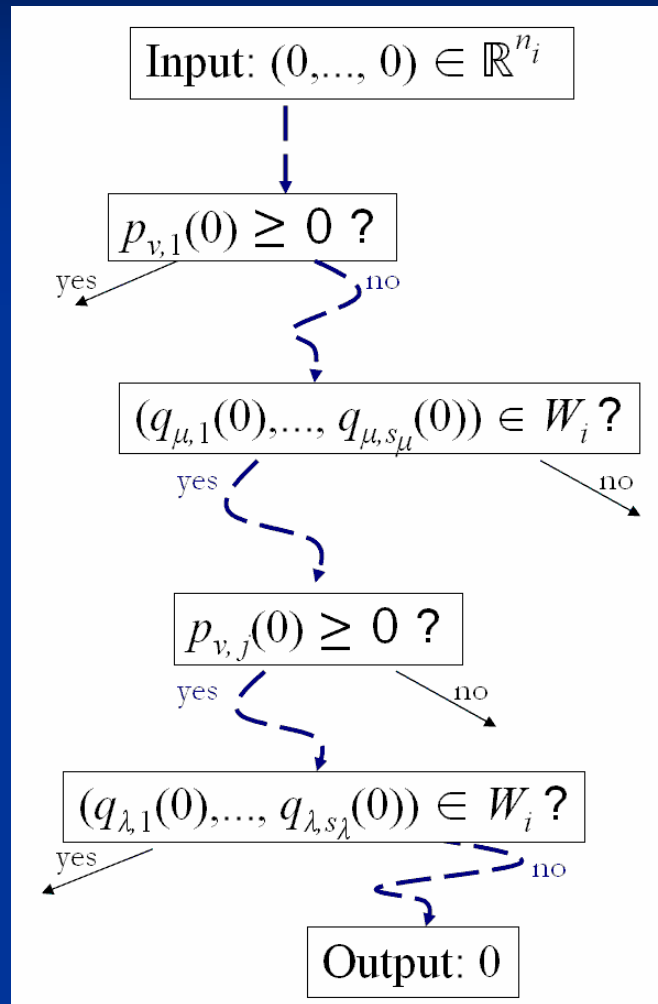 Input: (0,..., 0) ∈ ℝ^{n_i}
p_{v,1}(0) ≥ 0 ?
yes
no
(q_{μ,1}(0),..., q_{μ,s_μ}(0)) ∈ W_i ?
yes
no
p_{v,j}(0) ≥ 0 ?
yes
no
(q_{λ,1}(0),..., q_{λ,s_λ}(0)) ∈ W_i ?
yes
no
Output: 0